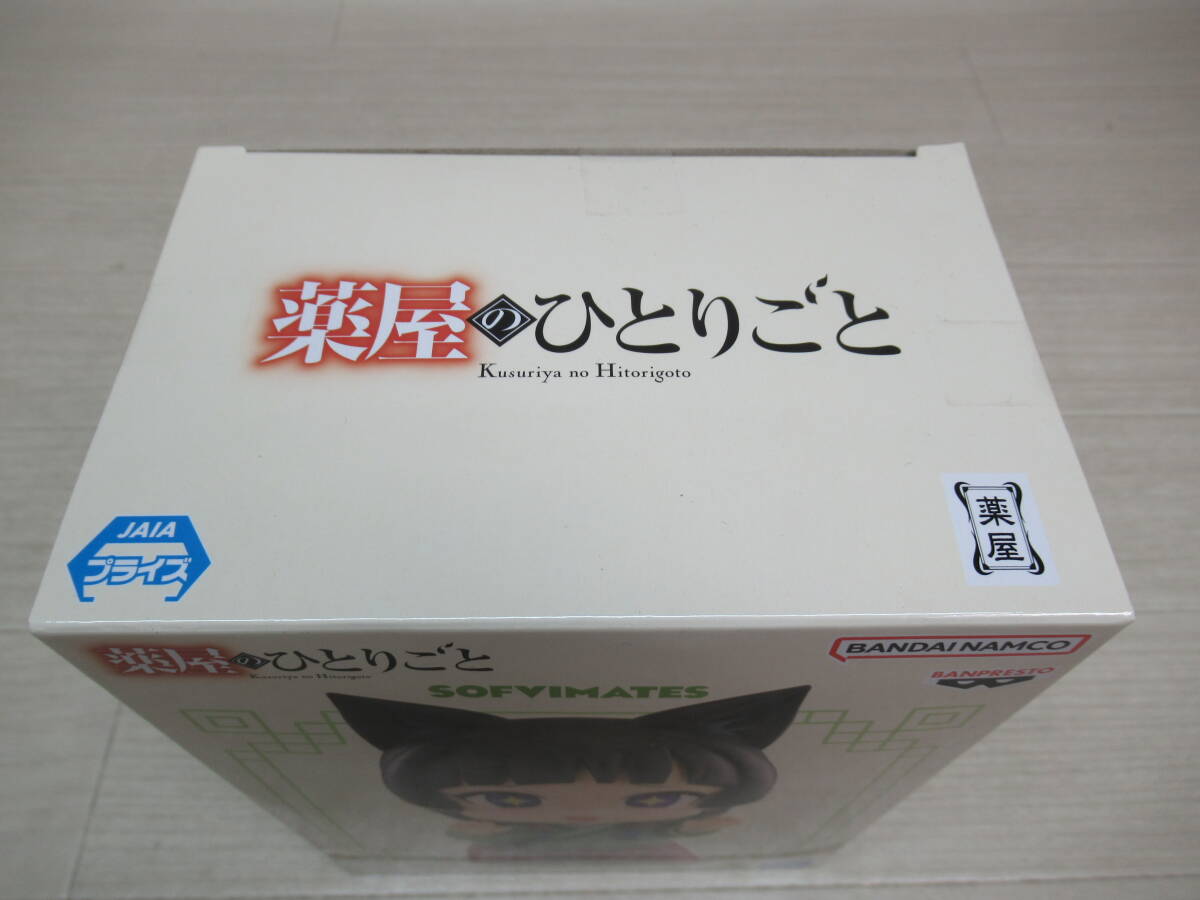 薬屋のひとりごと
Kusuriya no Hitorigoto
JAIA
プライズ
薬屋
薬屋のひとりごと
Kusuriya no Hitorigoto
SOFVIMATES
BANDAI NAMCO
BANPRESTO